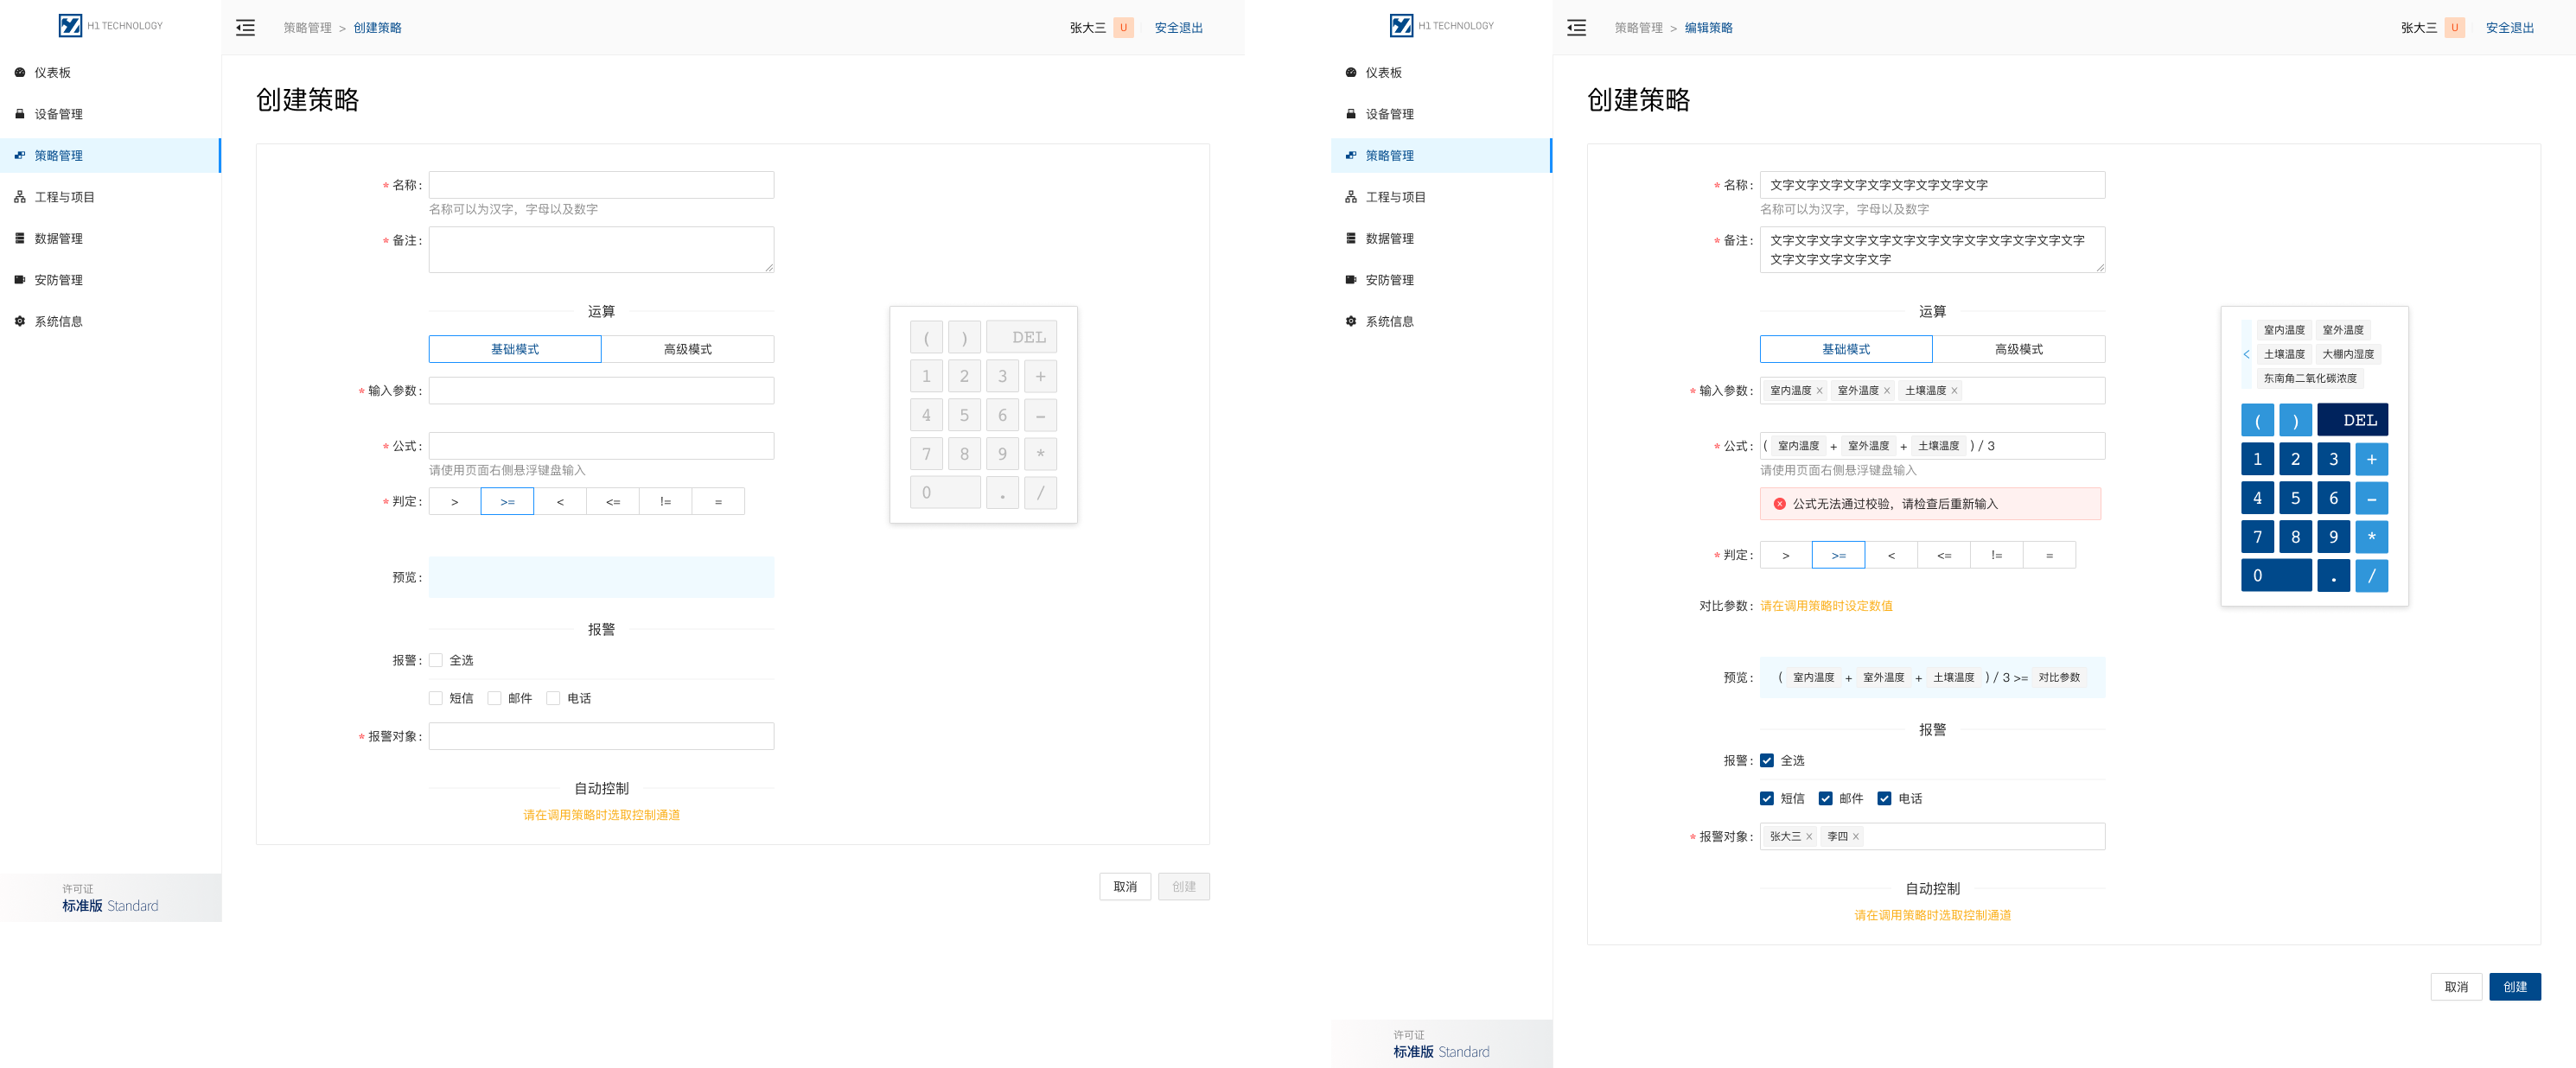 H1 TECHNOLOGY
仪表板
设备管理
策略管理
工程与项目
数据管理
安防管理
系统信息
许可证
标准版 Standard
策略管理 > 创建策略
张大三 U 安全退出
创建策略
* 名称：
名称可以为汉字，字母以及数字
* 备注：
运算
基础模式 高级模式
* 输入参数：
* 公式：
请使用页面右侧悬浮键盘输入
* 判定： > >= < <= != =
预览：
报警
报警： 全选
短信 邮件 电话
* 报警对象：
自动控制
请在调用策略时选取控制通道
( ) DEL
1 2 3 +
4 5 6 -
7 8 9 *
0 . /
取消 创建
H1 TECHNOLOGY
仪表板
设备管理
策略管理
工程与项目
数据管理
安防管理
系统信息
许可证
标准版 Standard
策略管理 > 编辑策略
张大三 U 安全退出
创建策略
* 名称： 文字文字文字文字文字文字文字文字文字
名称可以为汉字，字母以及数字
* 备注： 文字文字文字文字文字文字文字文字文字文字文字文字文字
文字文字文字文字文字
运算
基础模式 高级模式
* 输入参数： 室内温度 × 室外温度 × 土壤温度 ×
* 公式： ( 室内温度 + 室外温度 + 土壤温度 ) / 3
请使用页面右侧悬浮键盘输入
公式无法通过校验，请检查后重新输入
* 判定： > >= < <= != =
对比参数： 请在调用策略时设定数值
预览： ( 室内温度 + 室外温度 + 土壤温度 ) / 3 >= 对比参数
报警
报警： 全选
短信 邮件 电话
* 报警对象： 张大三 × 李四 ×
自动控制
请在调用策略时选取控制通道
室内温度 室外温度
< 土壤温度 大棚内湿度
东南角二氧化碳浓度
( ) DEL
1 2 3 +
4 5 6 -
7 8 9 *
0 . /
取消 创建